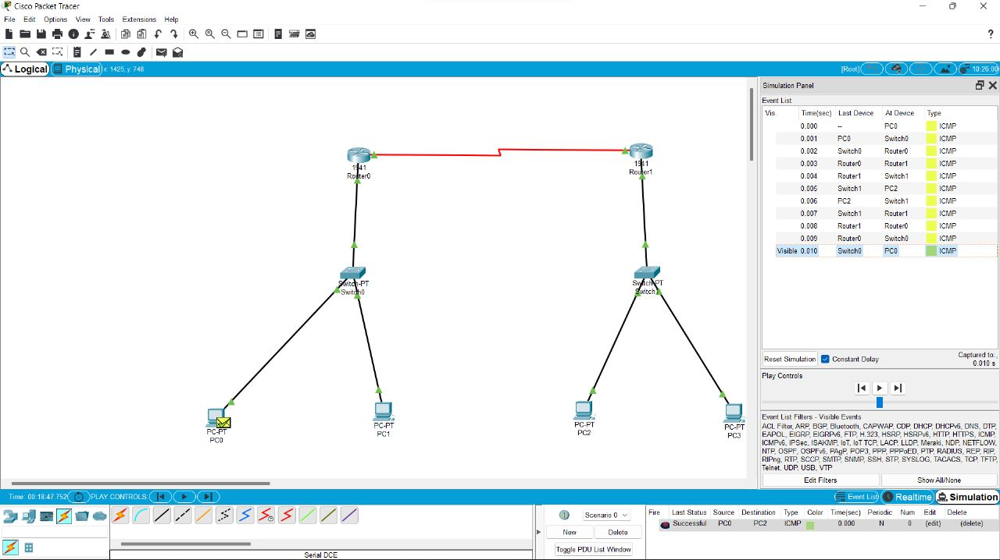 Cisco Packet Tracer
File Edit Options View Tools Extensions Help
?
Logical Physical x: 1425, y: 748 [Root] 10:26:00
Simulation Panel
Event List
Vis. Time(sec) Last Device At Device Type
0.000 -- PC0 ICMP
0.001 PC0 Switch0 ICMP
0.002 Switch0 Router0 ICMP
0.003 Router0 Router1 ICMP
0.004 Router1 Switch1 ICMP
0.005 Switch1 PC2 ICMP
0.006 PC2 Switch1 ICMP
0.007 Switch1 Router1 ICMP
0.008 Router1 Router0 ICMP
0.009 Router0 Switch0 ICMP
Visible 0.010 Switch0 PC0 ICMP
1941
Router0
1941
Router1
Switch-PT
Switch0
Switch-PT
Switch1
PC-PT
PC0
PC-PT
PC1
PC-PT
PC2
PC-PT
PC3
Reset Simulation Constant Delay Captured to:
0.010 s
Play Controls
Event List Filters - Visible Events
ACL Filter, ARP, BGP, Bluetooth, CAPWAP, CDP, DHCP, DHCPv6, DNS, DTP,
EAPOL, EIGRP, EIGRPv6, FTP, H.323, HSRP, HSRPv6, HTTP, HTTPS, ICMP,
ICMPv6, IPSec, ISAKMP, IoT, IoT TCP, LACP, LLDP, Meraki, NDP, NETFLOW,
NTP, OSPF, OSPFv6, PAgP, POP3, PPP, PPPoED, PTP, RADIUS, REP, RIP,
RIPng, RTP, SCCP, SMTP, SNMP, SSH, STP, SYSLOG, TACACS, TCP, TFTP,
Telnet, UDP, USB, VTP
Edit Filters Show All/None
Time: 00:18:47.752 PLAY CONTROLS: Event List Realtime Simulation
Scenario 0
New Delete
Toggle PDU List Window
Fire Last Status Source Destination Type Color Time(sec) Periodic Num Edit Delete
Successful PC0 PC2 ICMP 0.000 N 0 (edit) (delete)
Serial DCE